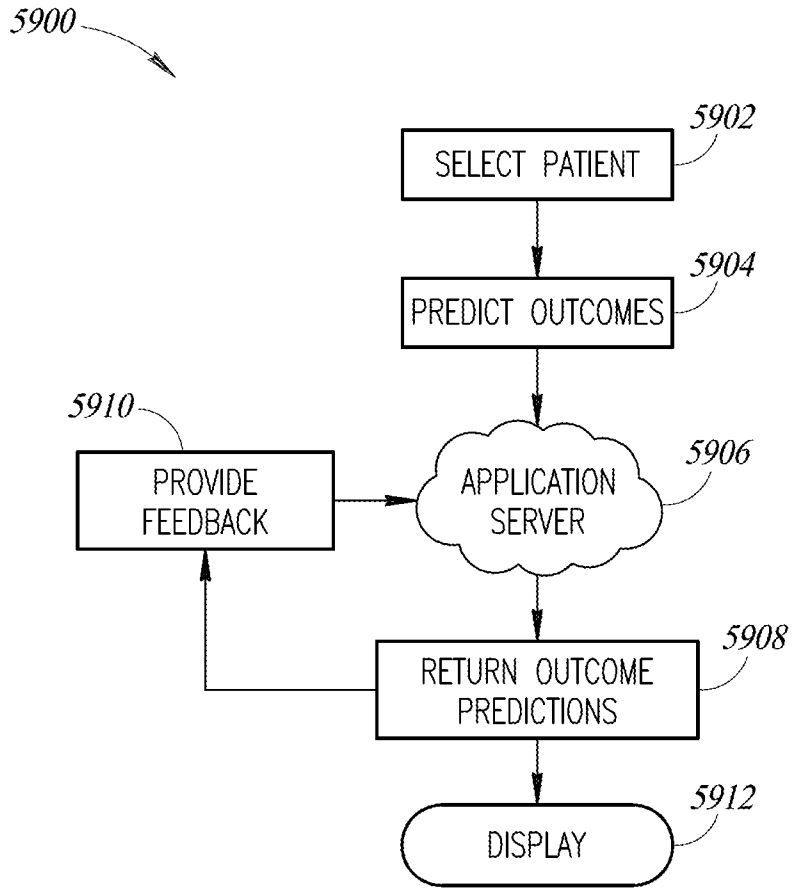 5900
5902
SELECT PATIENT
5904
PREDICT OUTCOMES
5910
PROVIDE
FEEDBACK
5906
APPLICATION
SERVER
5908
RETURN OUTCOME
PREDICTIONS
5912
DISPLAY